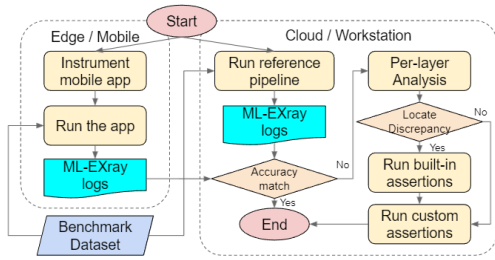 Start
Edge / Mobile
Cloud / Workstation
Instrument
mobile app
Run the app
ML-EXray
logs
Benchmark
Dataset
Run reference
pipeline
ML-EXray
logs
Accuracy
match
No
Yes
End
Per-layer
Analysis
Locate
Discrepancy
No
Yes
Run built-in
assertions
Run custom
assertions